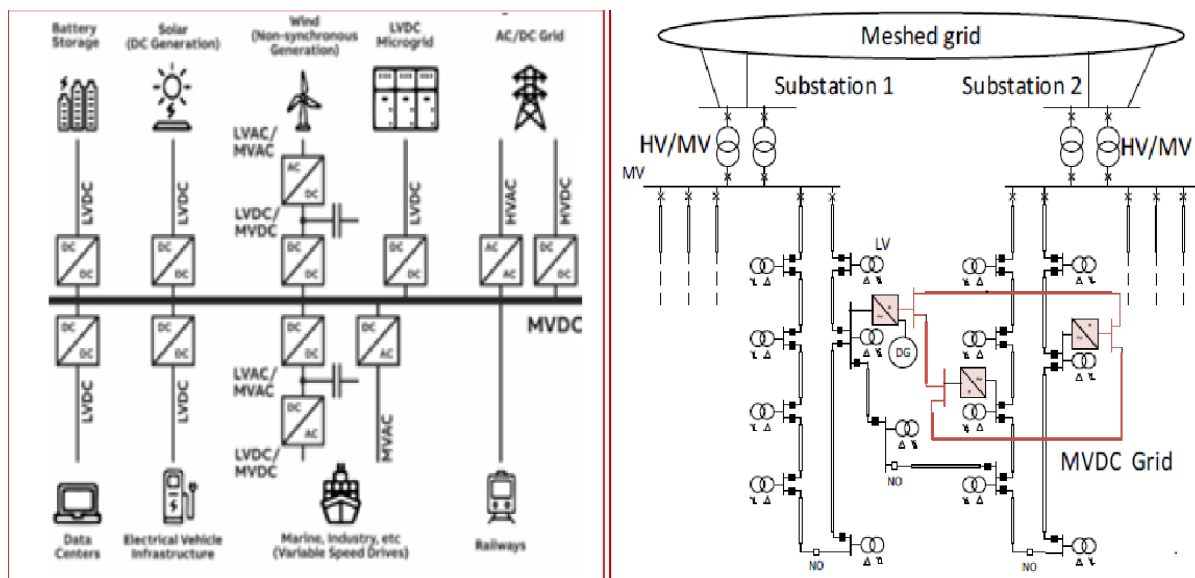 Battery
Storage
Solar
(DC Generation)
Wind
(Non-synchronous
Generation)
LVDC
Microgrid
AC/DC Grid
LVAC/
MVAC
AC
DC
LVDC
LVDC
LVDC/
MVDC
LVDC
HVAC
HVDC
DC
DC
DC
DC
DC
DC
DC
DC
AC
AC
DC
DC
MVDC
DC
DC
DC
DC
DC
DC
DC
AC
LVDC
LVDC
LVAC/
MVAC
DC
AC
MVAC
LVDC/
MVDC
Data
Centers
Electrical Vehicle
Infrastructure
Marine, Industry, etc
(Variable Speed Drives)
Railways
Meshed grid
Substation 1
Substation 2
HV/MV
HV/MV
MV
LV
DG
MVDC Grid
NO
NO
NO